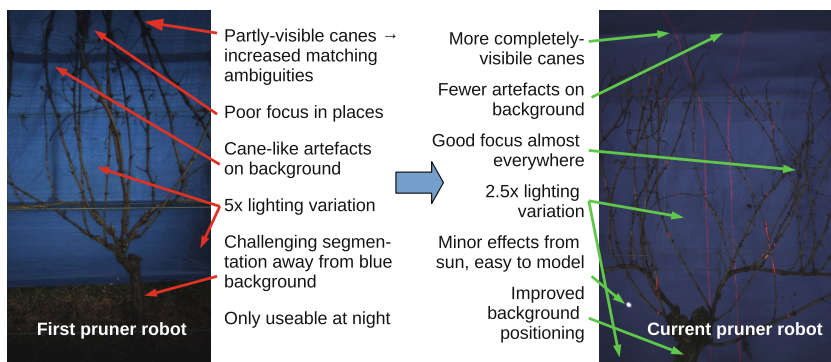 Partly-visible canes →
increased matching
ambiguities
Poor focus in places
Cane-like artefacts
on background
5x lighting variation
Challenging segmen-
tation away from blue
background
Only useable at night
First pruner robot
More completely-
visibile canes
Fewer artefacts on
background
Good focus almost
everywhere
2.5x lighting
variation
Minor effects from
sun, easy to model
Improved
background
positioning
Current pruner robot